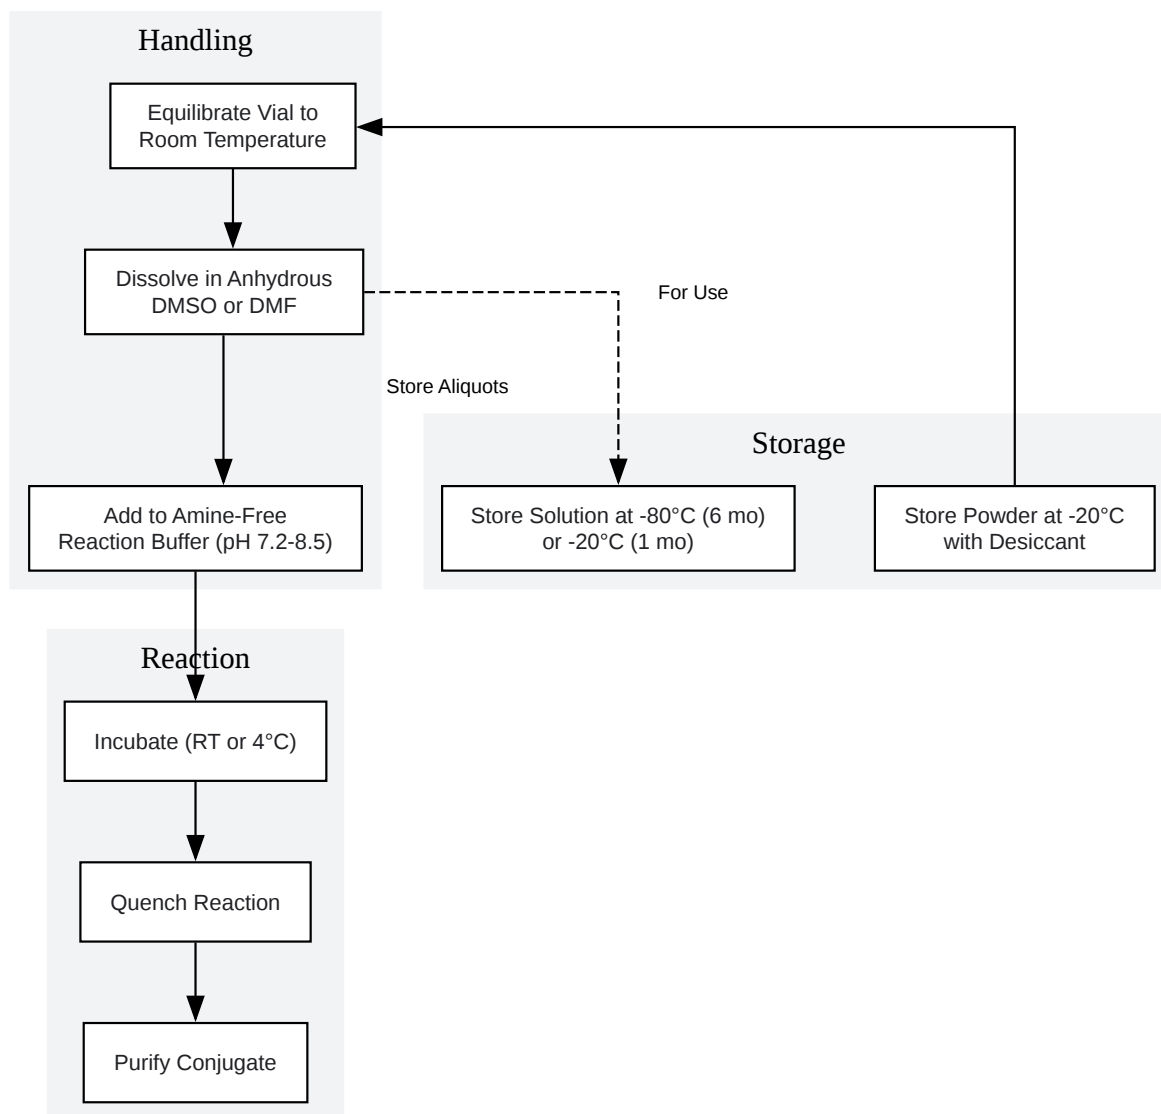 Handling
Equilibrate Vial to
Room Temperature
Dissolve in Anhydrous
DMSO or DMF
For Use
Store Aliquots
Storage
Add to Amine-Free
Reaction Buffer (pH 7.2-8.5)
Store Solution at -80°C (6 mo)
or -20°C (1 mo)
Store Powder at -20°C
with Desiccant
Reaction
Incubate (RT or 4°C)
Quench Reaction
Purify Conjugate